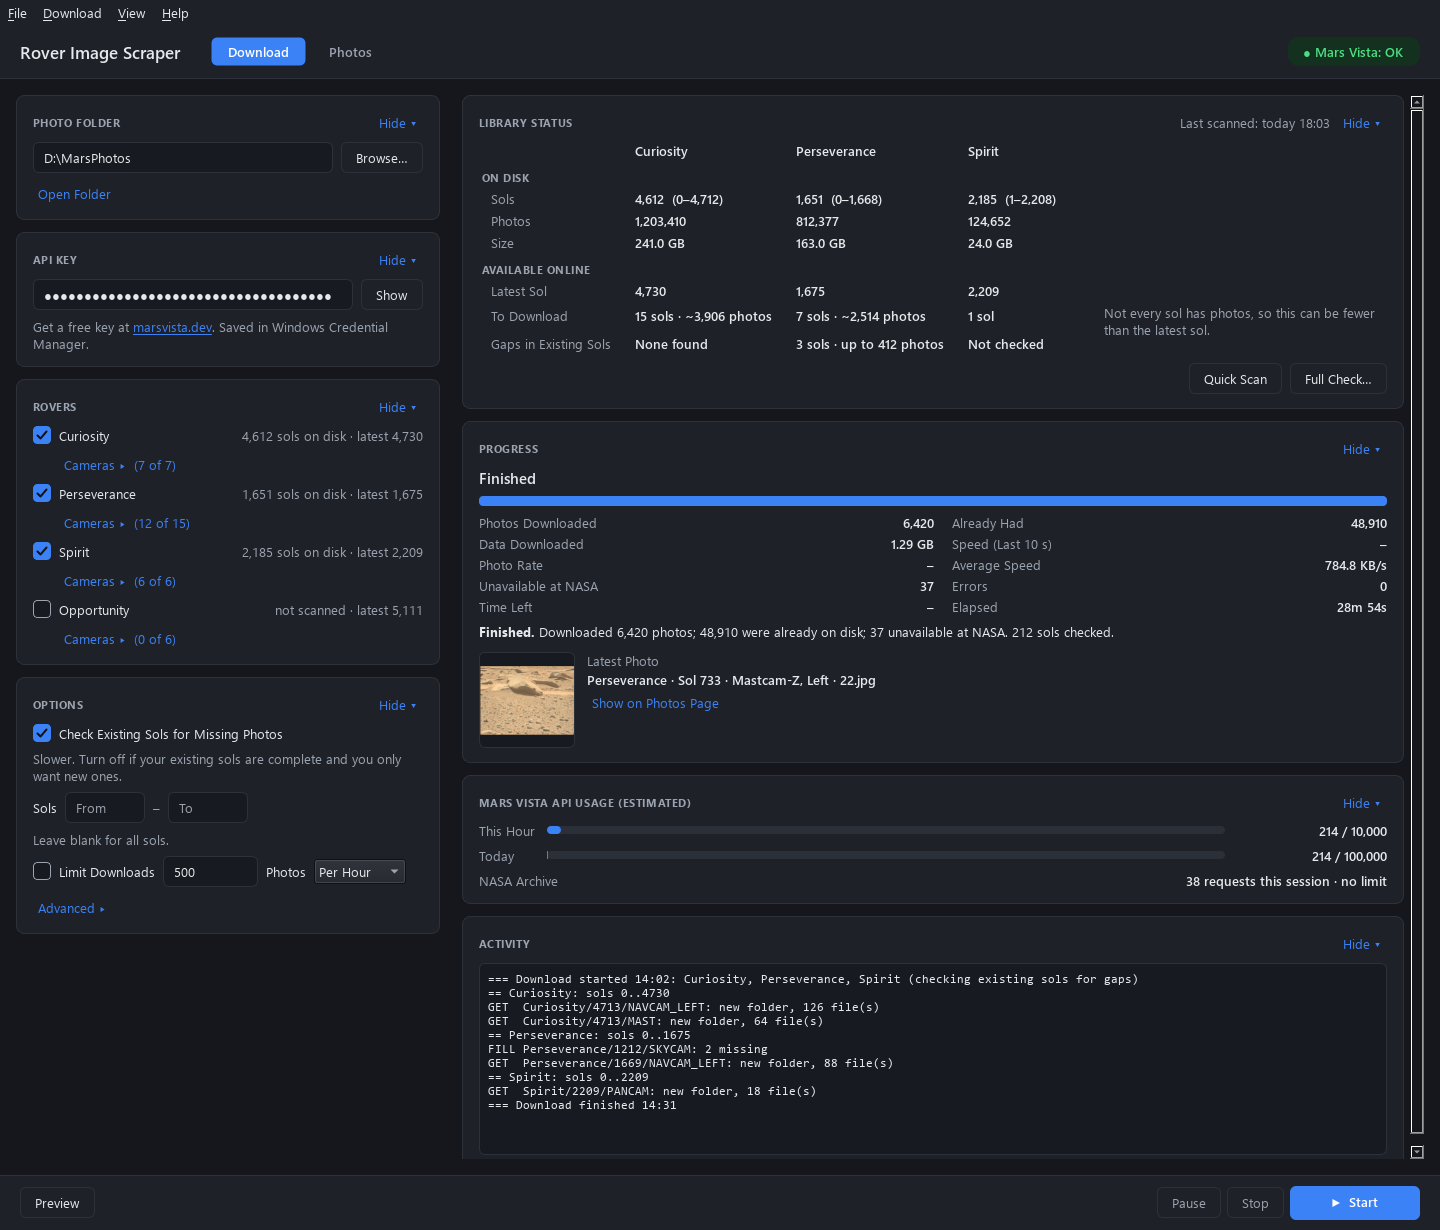 File Download View Help
Rover Image Scraper Download Photos ● Mars Vista: OK
PHOTO FOLDER Hide ▾
D:\MarsPhotos Browse...
Open Folder
API KEY Hide ▾
●●●●●●●●●●●●●●●●●●●●●●●●●●●●●●●●●●●● Show
Get a free key at marsvista.dev. Saved in Windows Credential
Manager.
ROVERS Hide ▾
Curiosity 4,612 sols on disk · latest 4,730
Cameras ▸ (7 of 7)
Perseverance 1,651 sols on disk · latest 1,675
Cameras ▸ (12 of 15)
Spirit 2,185 sols on disk · latest 2,209
Cameras ▸ (6 of 6)
Opportunity not scanned · latest 5,111
Cameras ▸ (0 of 6)
OPTIONS Hide ▾
Check Existing Sols for Missing Photos
Slower. Turn off if your existing sols are complete and you only
want new ones.
Sols From – To
Leave blank for all sols.
Limit Downloads 500 Photos Per Hour
Advanced ▸
LIBRARY STATUS Last scanned: today 18:03 Hide ▾
Curiosity Perseverance Spirit
ON DISK
Sols 4,612 (0–4,712) 1,651 (0–1,668) 2,185 (1–2,208)
Photos 1,203,410 812,377 124,652
Size 241.0 GB 163.0 GB 24.0 GB
AVAILABLE ONLINE
Latest Sol 4,730 1,675 2,209
To Download 15 sols · ~3,906 photos 7 sols · ~2,514 photos 1 sol
Not every sol has photos, so this can be fewer
than the latest sol.
Gaps in Existing Sols None found 3 sols · up to 412 photos Not checked
Quick Scan Full Check...
PROGRESS Hide ▾
Finished
Photos Downloaded 6,420 Already Had 48,910
Data Downloaded 1.29 GB Speed (Last 10 s) –
Photo Rate – Average Speed 784.8 KB/s
Unavailable at NASA 37 Errors 0
Time Left – Elapsed 28m 54s
Finished. Downloaded 6,420 photos; 48,910 were already on disk; 37 unavailable at NASA. 212 sols checked.
Latest Photo
Perseverance · Sol 733 · Mastcam-Z, Left · 22.jpg
Show on Photos Page
MARS VISTA API USAGE (ESTIMATED) Hide ▾
This Hour 214 / 10,000
Today 214 / 100,000
NASA Archive 38 requests this session · no limit
ACTIVITY Hide ▾
=== Download started 14:02: Curiosity, Perseverance, Spirit (checking existing sols for gaps)
== Curiosity: sols 0..4730
GET  Curiosity/4713/NAVCAM_LEFT: new folder, 126 file(s)
GET  Curiosity/4713/MAST: new folder, 64 file(s)
== Perseverance: sols 0..1675
FILL Perseverance/1212/SKYCAM: 2 missing
GET  Perseverance/1669/NAVCAM_LEFT: new folder, 88 file(s)
== Spirit: sols 0..2209
GET  Spirit/2209/PANCAM: new folder, 18 file(s)
=== Download finished 14:31
Preview Pause Stop ▶ Start